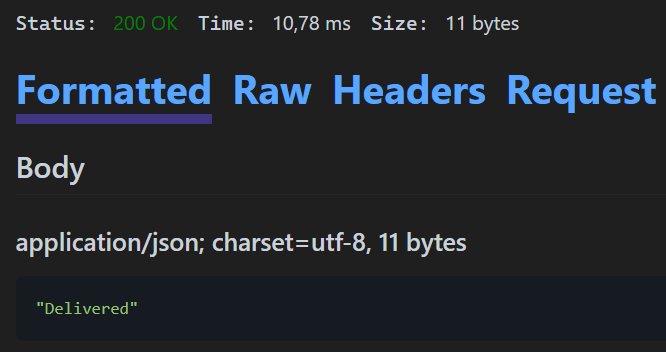 Status: 200 OK Time: 10,78 ms Size: 11 bytes
Formatted Raw Headers Request
Body
application/json; charset=utf-8, 11 bytes
"Delivered"